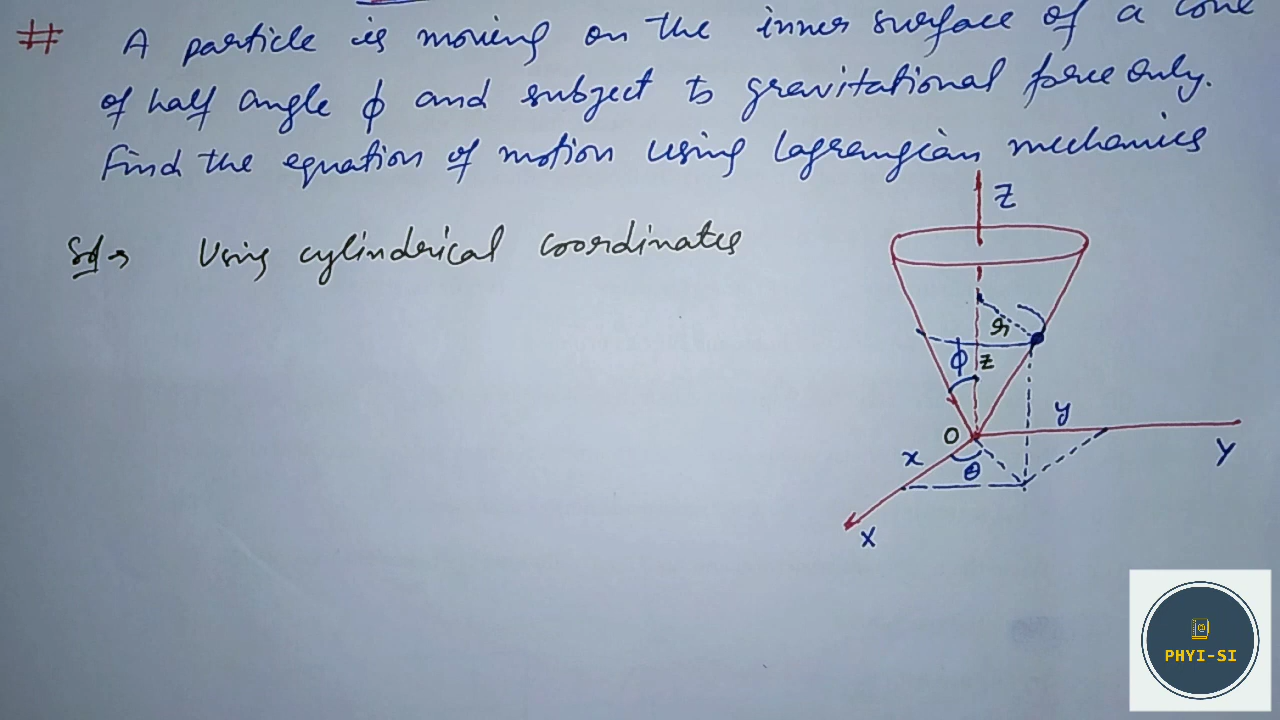 # A particle is moving on the inner surface of a cone
of half angle ϕ and subject to gravitational force only.
Find the equation of motion using Lagrangian mechanics
Sol → Using cylindrical coordinates
Z
r
ϕ z
y
O
x
θ
Y
X
PHYI-SI